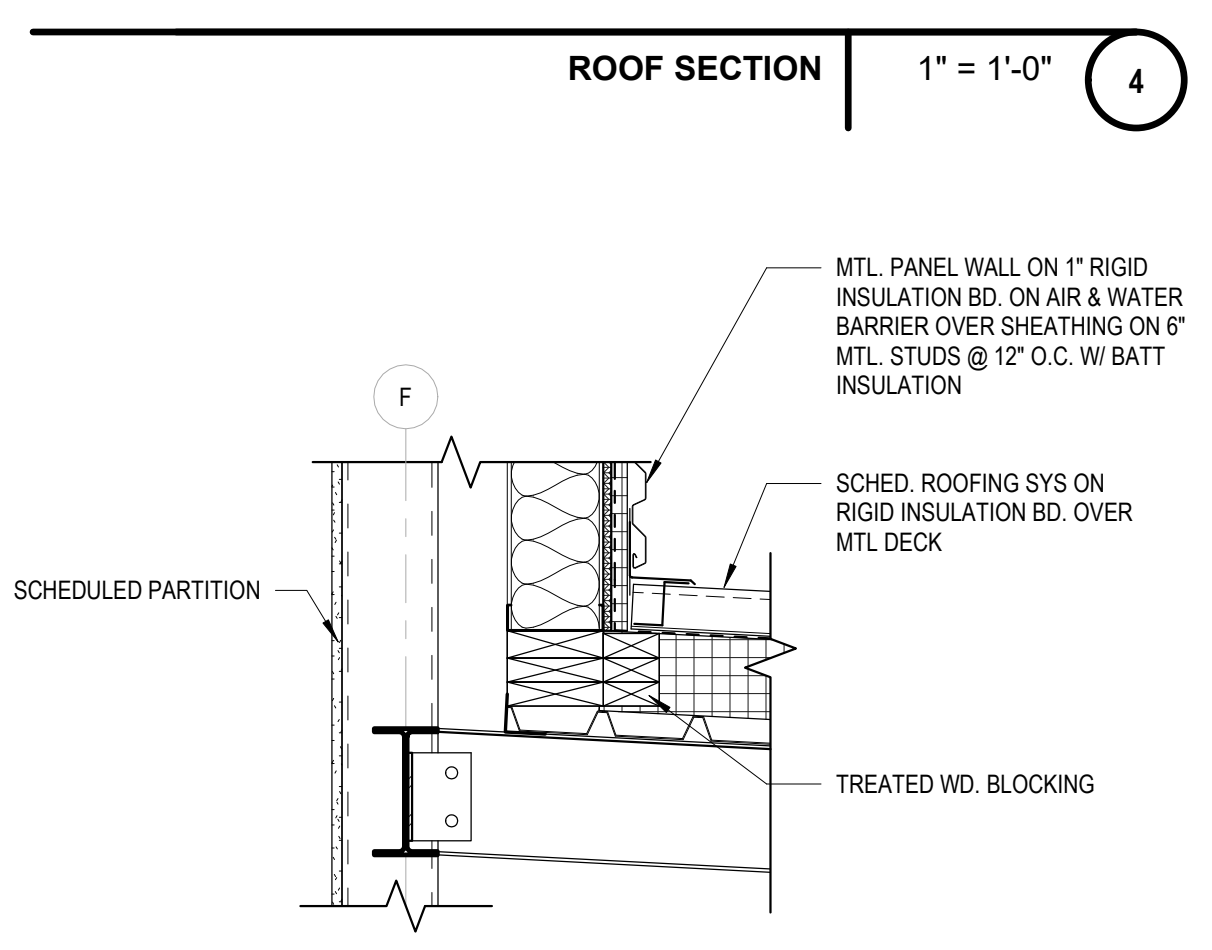 ROOF SECTION
1" = 1'-0"
4
MTL. PANEL WALL ON 1" RIGID
INSULATION BD. ON AIR & WATER
BARRIER OVER SHEATHING ON 6"
MTL. STUDS @ 12" O.C. W/ BATT
INSULATION
F
SCHED. ROOFING SYS ON
RIGID INSULATION BD. OVER
MTL DECK
SCHEDULED PARTITION
TREATED WD. BLOCKING